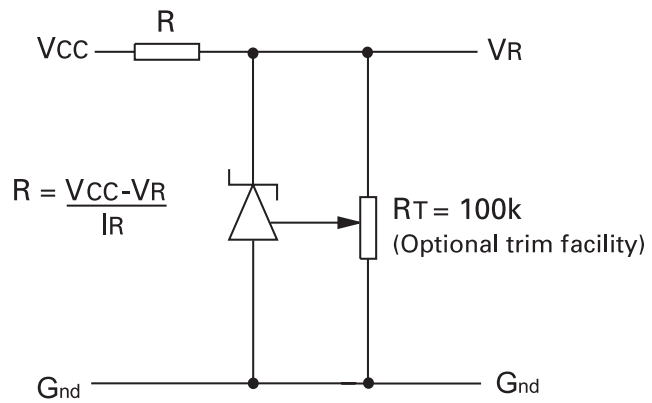 R
VCC
VR
R = VCC-VR
IR
RT = 100k
(Optional trim facility)
Gnd
Gnd